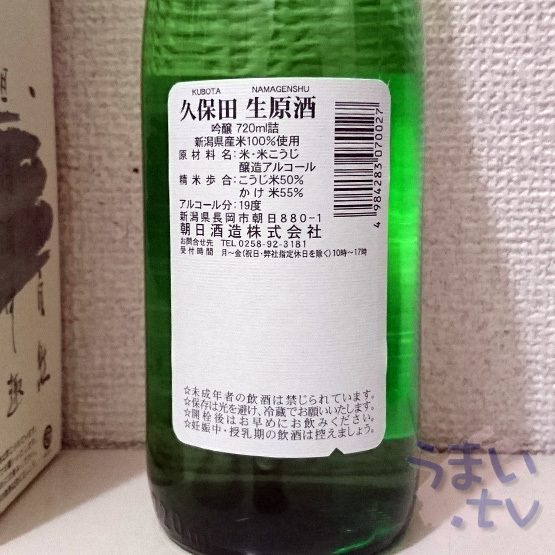 KUBOTA NAMAGENSHU
久保田 生原酒
吟醸 720ml詰
新潟県産米100%使用
原材料名:米・米こうじ
醸造アルコール
精米歩合:こうじ米50%
かけ米55%
アルコール分:19度
新潟県長岡市朝日880-1
朝日酒造株式会社
お問合せ先 TEL0258-92-3181
受付時間 月〜金(祝日・弊社指定休日を除く)10時〜17時
4 984283 070027
☆未成年者の飲酒は禁じられています。
☆保存は光を避け、冷蔵でお願いいたします。
☆開栓後はお早めにお飲みください。
☆妊娠中・授乳期の飲酒は控えましょう。
うまい
.tv